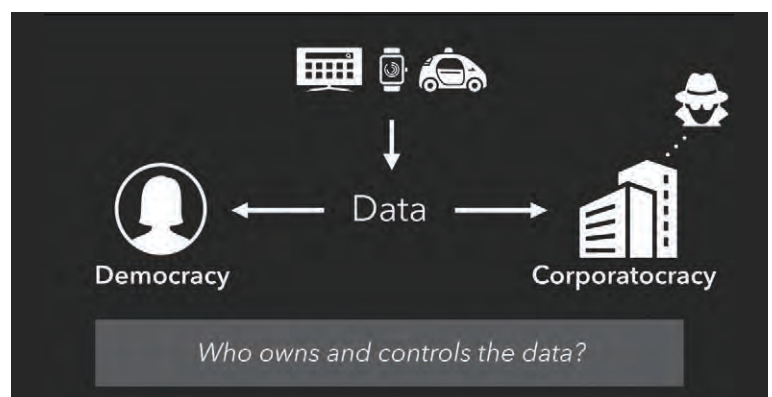 Data
Democracy
Corporatocracy
Who owns and controls the data?